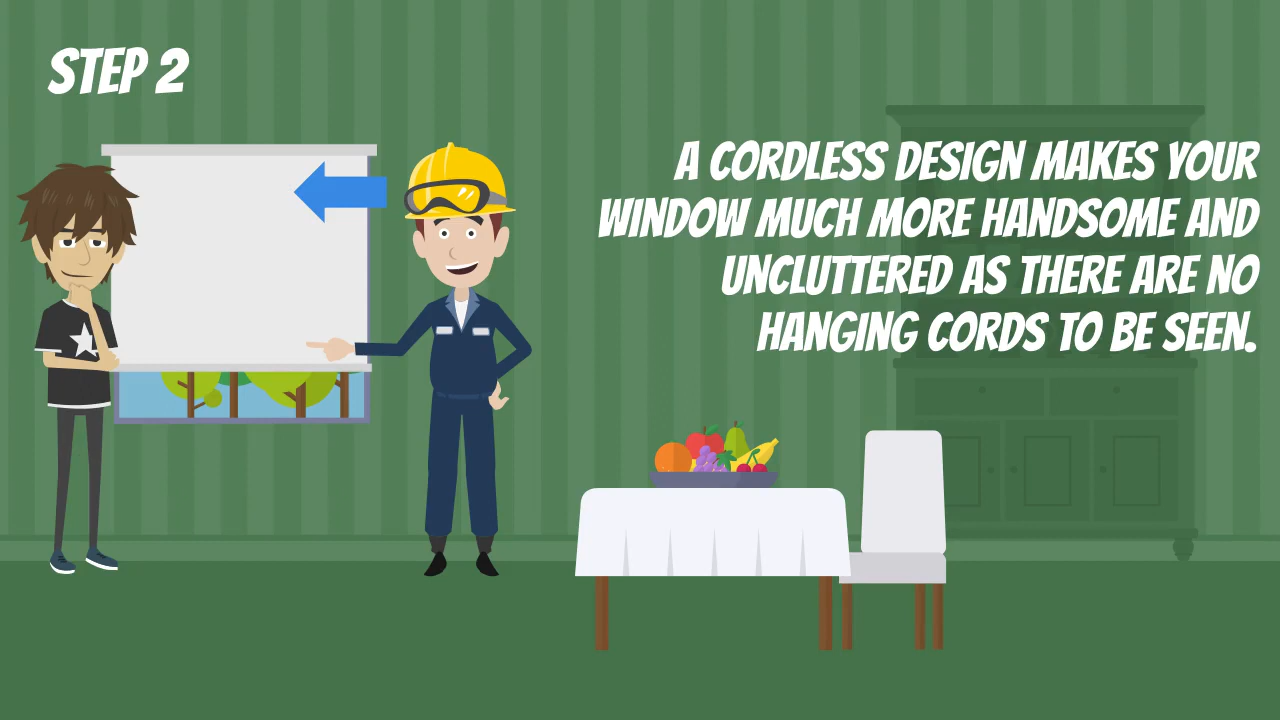 STEP 2
A CORDLESS DESIGN MAKES YOUR
WINDOW MUCH MORE HANDSOME AND
UNCLUTTERED AS THERE ARE NO
HANGING CORDS TO BE SEEN.